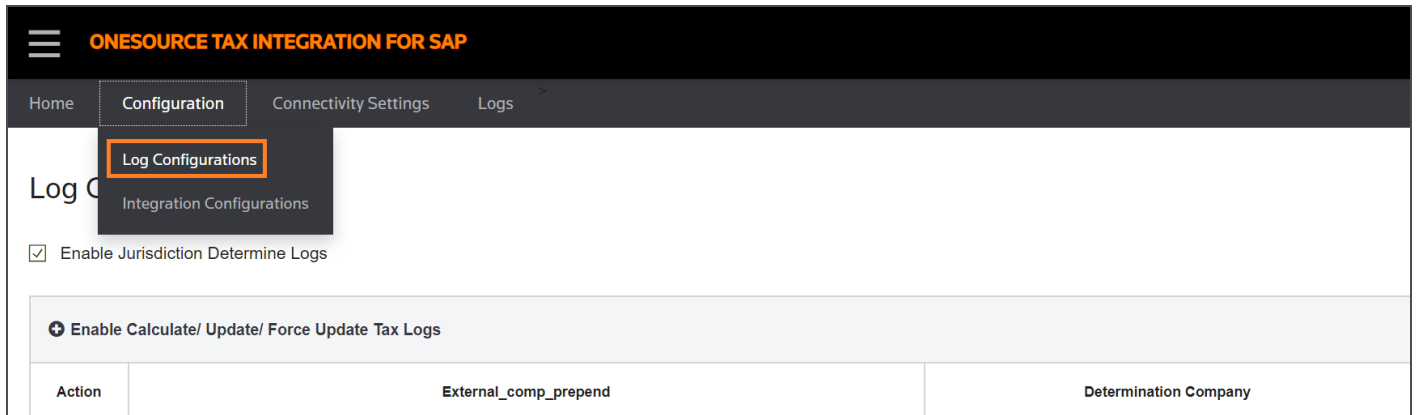 ONESOURCE TAX INTEGRATION FOR SAP
Home Configuration Connectivity Settings Logs >
Log Configurations
Log C
Integration Configurations
Enable Jurisdiction Determine Logs
Enable Calculate/ Update/ Force Update Tax Logs
Action External_comp_prepend Determination Company